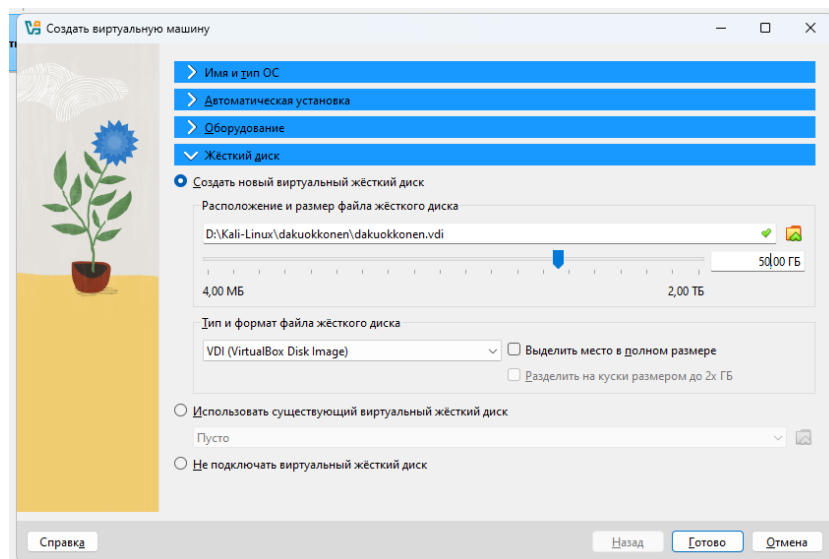 Создать виртуальную машину
Имя и тип ОС
Автоматическая установка
Оборудование
Жёсткий диск
Создать новый виртуальный жёсткий диск
Расположение и размер файла жёсткого диска
D:\Kali-Linux\dakuokkonen\dakuokkonen.vdi
50,00 ГБ
4,00 МБ 2,00 ТБ
Тип и формат файла жёсткого диска
VDI (VirtualBox Disk Image) Выделить место в полном размере
Разделить на куски размером до 2х ГБ
Использовать существующий виртуальный жёсткий диск
Пусто
Не подключать виртуальный жёсткий диск
Справка Назад Готово Отмена